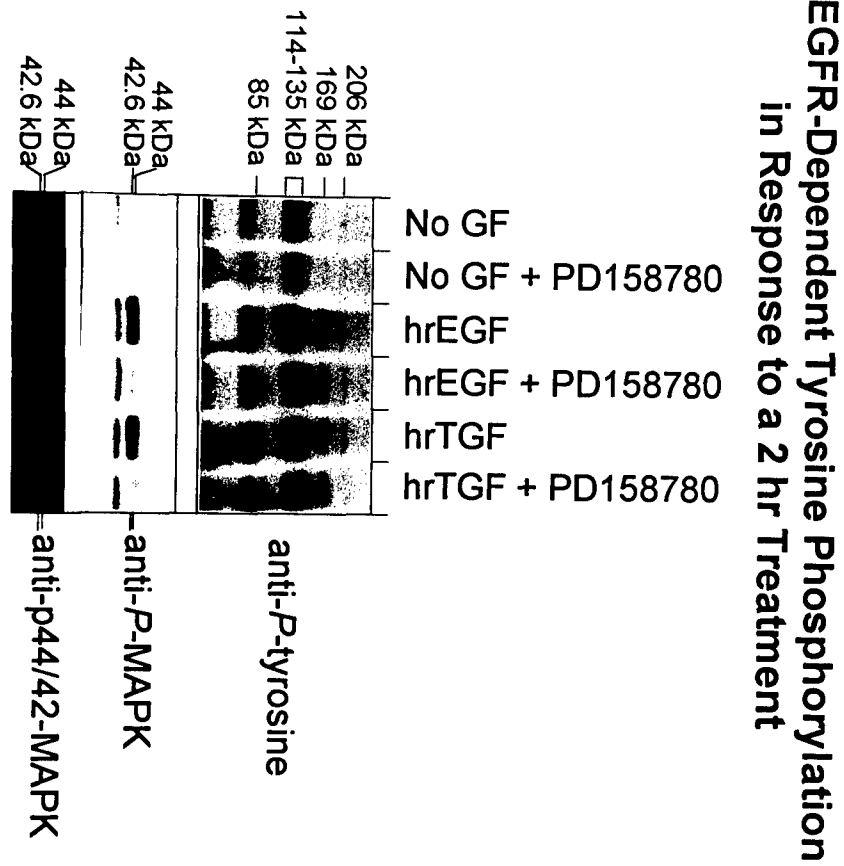 EGFR-Dependent Tyrosine Phosphorylation
in Response to a 2 hr Treatment
No GF
No GF + PD158780
hrEGF
hrEGF + PD158780
hrTGF
hrTGF + PD158780
206 kDa
169 kDa
114-135 kDa
85 kDa
anti-P-tyrosine
44 kDa
42.6 kDa
anti-P-MAPK
44 kDa
42.6 kDa
anti-p44/42-MAPK